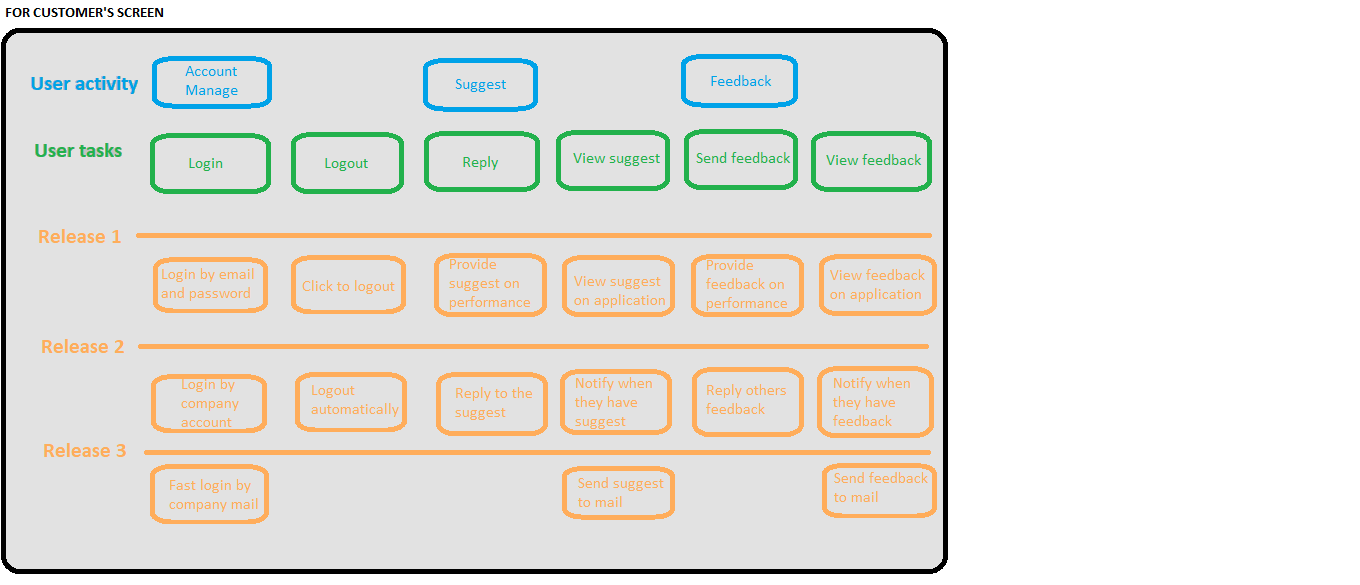 FOR CUSTOMER'S SCREEN
User activity
Account
Manage
Suggest
Feedback
User tasks
Login
Logout
Reply
View suggest
Send feedback
View feedback
Release 1
Login by email
and password
Click to logout
Provide
suggest on
performance
View suggest
on application
Provide
feedback on
performance
View feedback
on application
Release 2
Login by
company
account
Logout
automatically
Reply to the
suggest
Notify when
they have
suggest
Reply others
feedback
Notify when
they have
feedback
Release 3
Fast login by
company mail
Send suggest
to mail
Send feedback
to mail